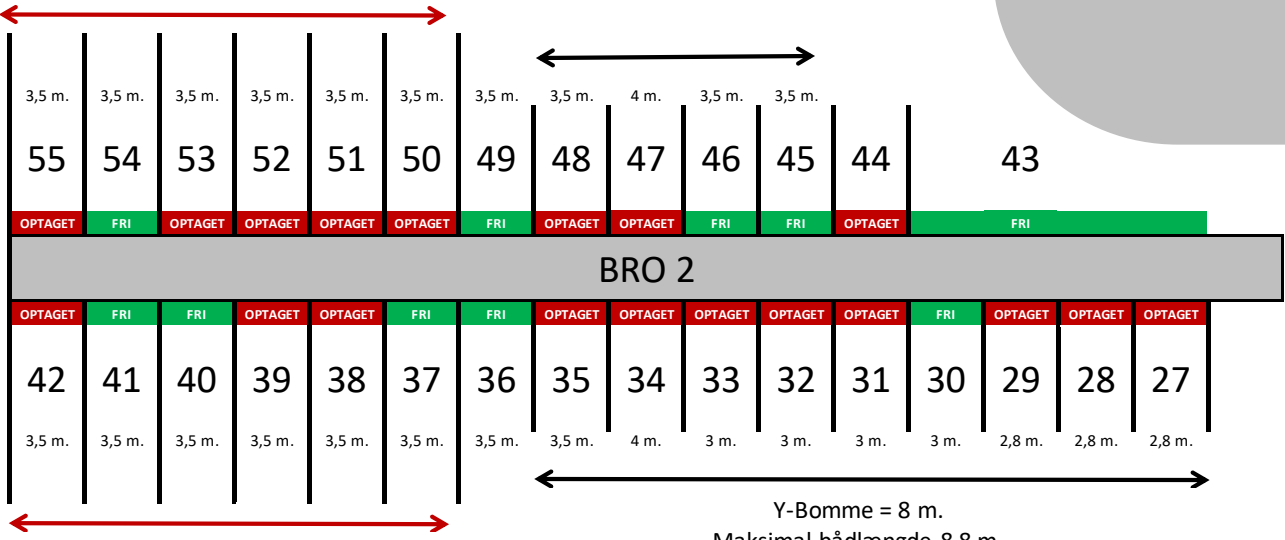 3,5 m. 3,5 m. 3,5 m. 3,5 m. 3,5 m. 3,5 m. 3,5 m. 3,5 m. 4 m. 3,5 m. 3,5 m.
55 54 53 52 51 50 49 48 47 46 45 44 43
OPTAGET FRI OPTAGET OPTAGET OPTAGET OPTAGET FRI OPTAGET OPTAGET FRI FRI OPTAGET FRI
BRO 2
OPTAGET FRI FRI OPTAGET OPTAGET FRI FRI OPTAGET OPTAGET OPTAGET OPTAGET OPTAGET FRI OPTAGET OPTAGET OPTAGET
42 41 40 39 38 37 36 35 34 33 32 31 30 29 28 27
3,5 m. 3,5 m. 3,5 m. 3,5 m. 3,5 m. 3,5 m. 3,5 m. 3,5 m. 4 m. 3 m. 3 m. 3 m. 3 m. 2,8 m. 2,8 m. 2,8 m.
Y-Bomme = 8 m.
Maksimal bådlængde 8,8 m